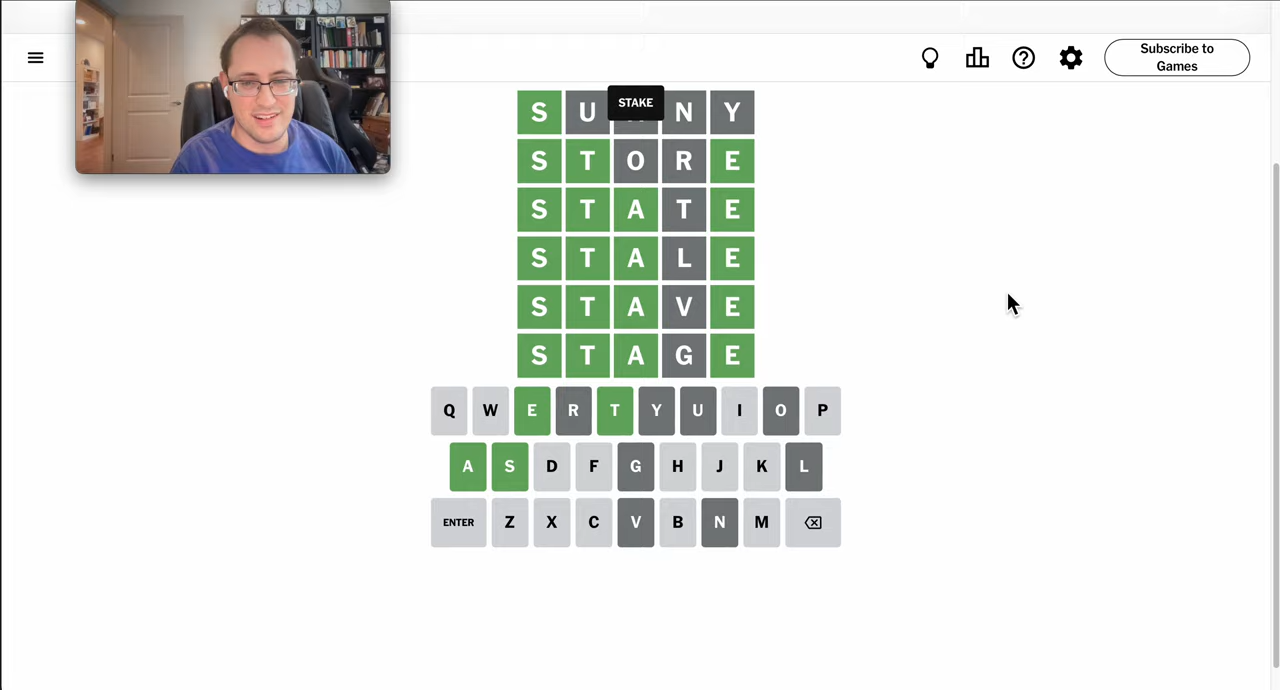 Subscribe to
Games
STAKE
S U N Y
S T O R E
S T A T E
S T A L E
S T A V E
S T A G E
Q W E R T Y U I O P
A S D F G H J K L
ENTER Z X C V B N M